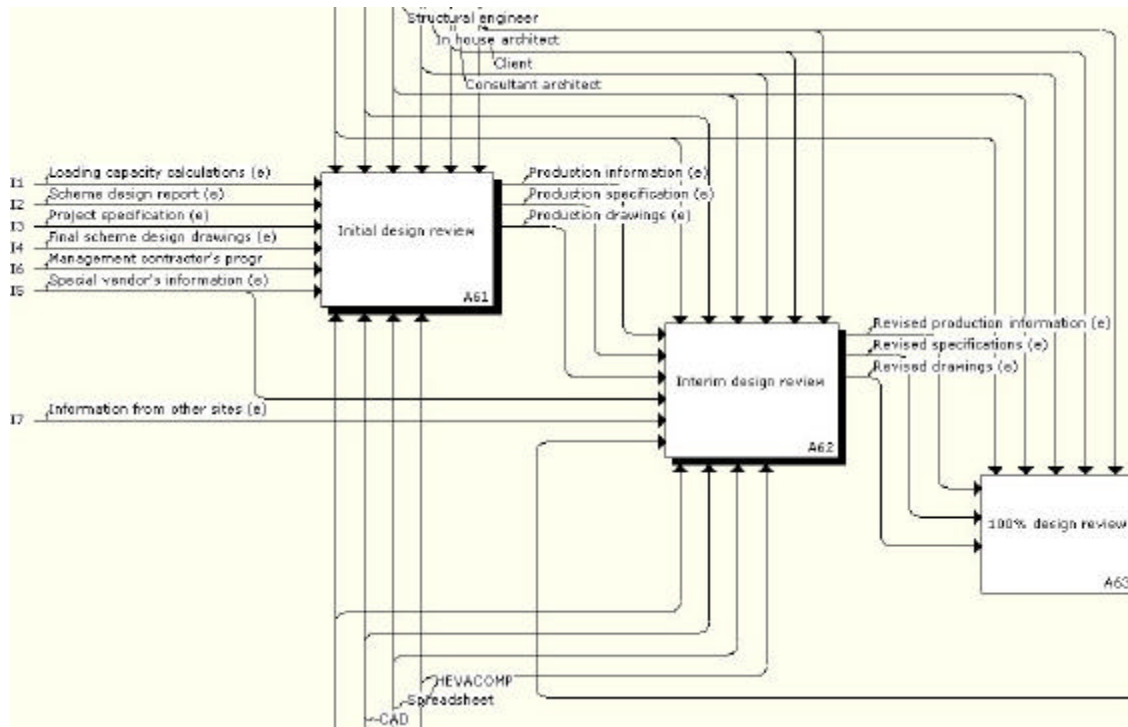 Structural engineer
In house architect
Client
Consultant architect
I1 Loading capacity calculations (e)
I2 Scheme design report (e)
I3 Project specification (e)
I4 Final scheme design drawings (e)
I6 Management contractor's progr
I5 Special vendor's information (e)
Initial design review
A61
Production information (e)
Production specification (e)
Production drawings (e)
I7 Information from other sites (e)
Interim design review
A62
Revised production information (e)
Revised specifications (e)
Revised drawings (e)
100% design review
A63
HEVACOMP
Spreadsheet
CAD